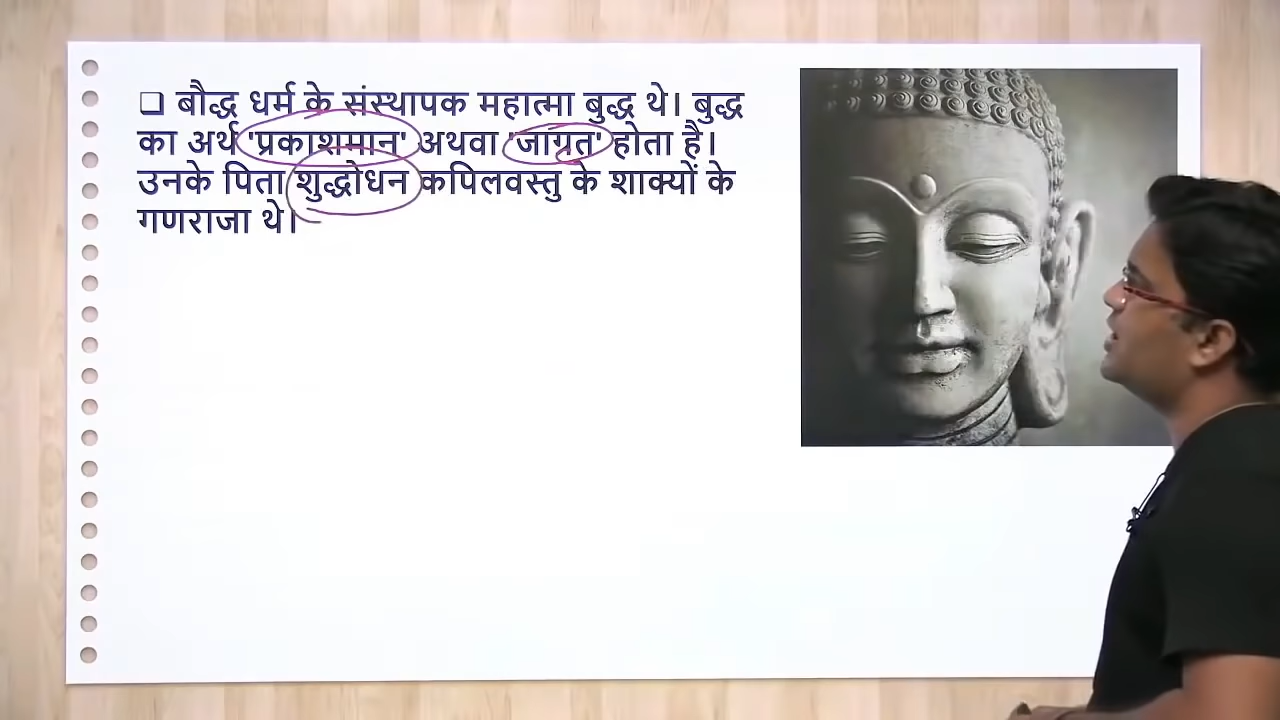 ❑ बौद्ध धर्म के संस्थापक महात्मा बुद्ध थे। बुद्ध
का अर्थ 'प्रकाशमान' अथवा 'जाग्रत' होता है।
उनके पिता शुद्धोधन कपिलवस्तु के शाक्यों के
गणराजा थे।